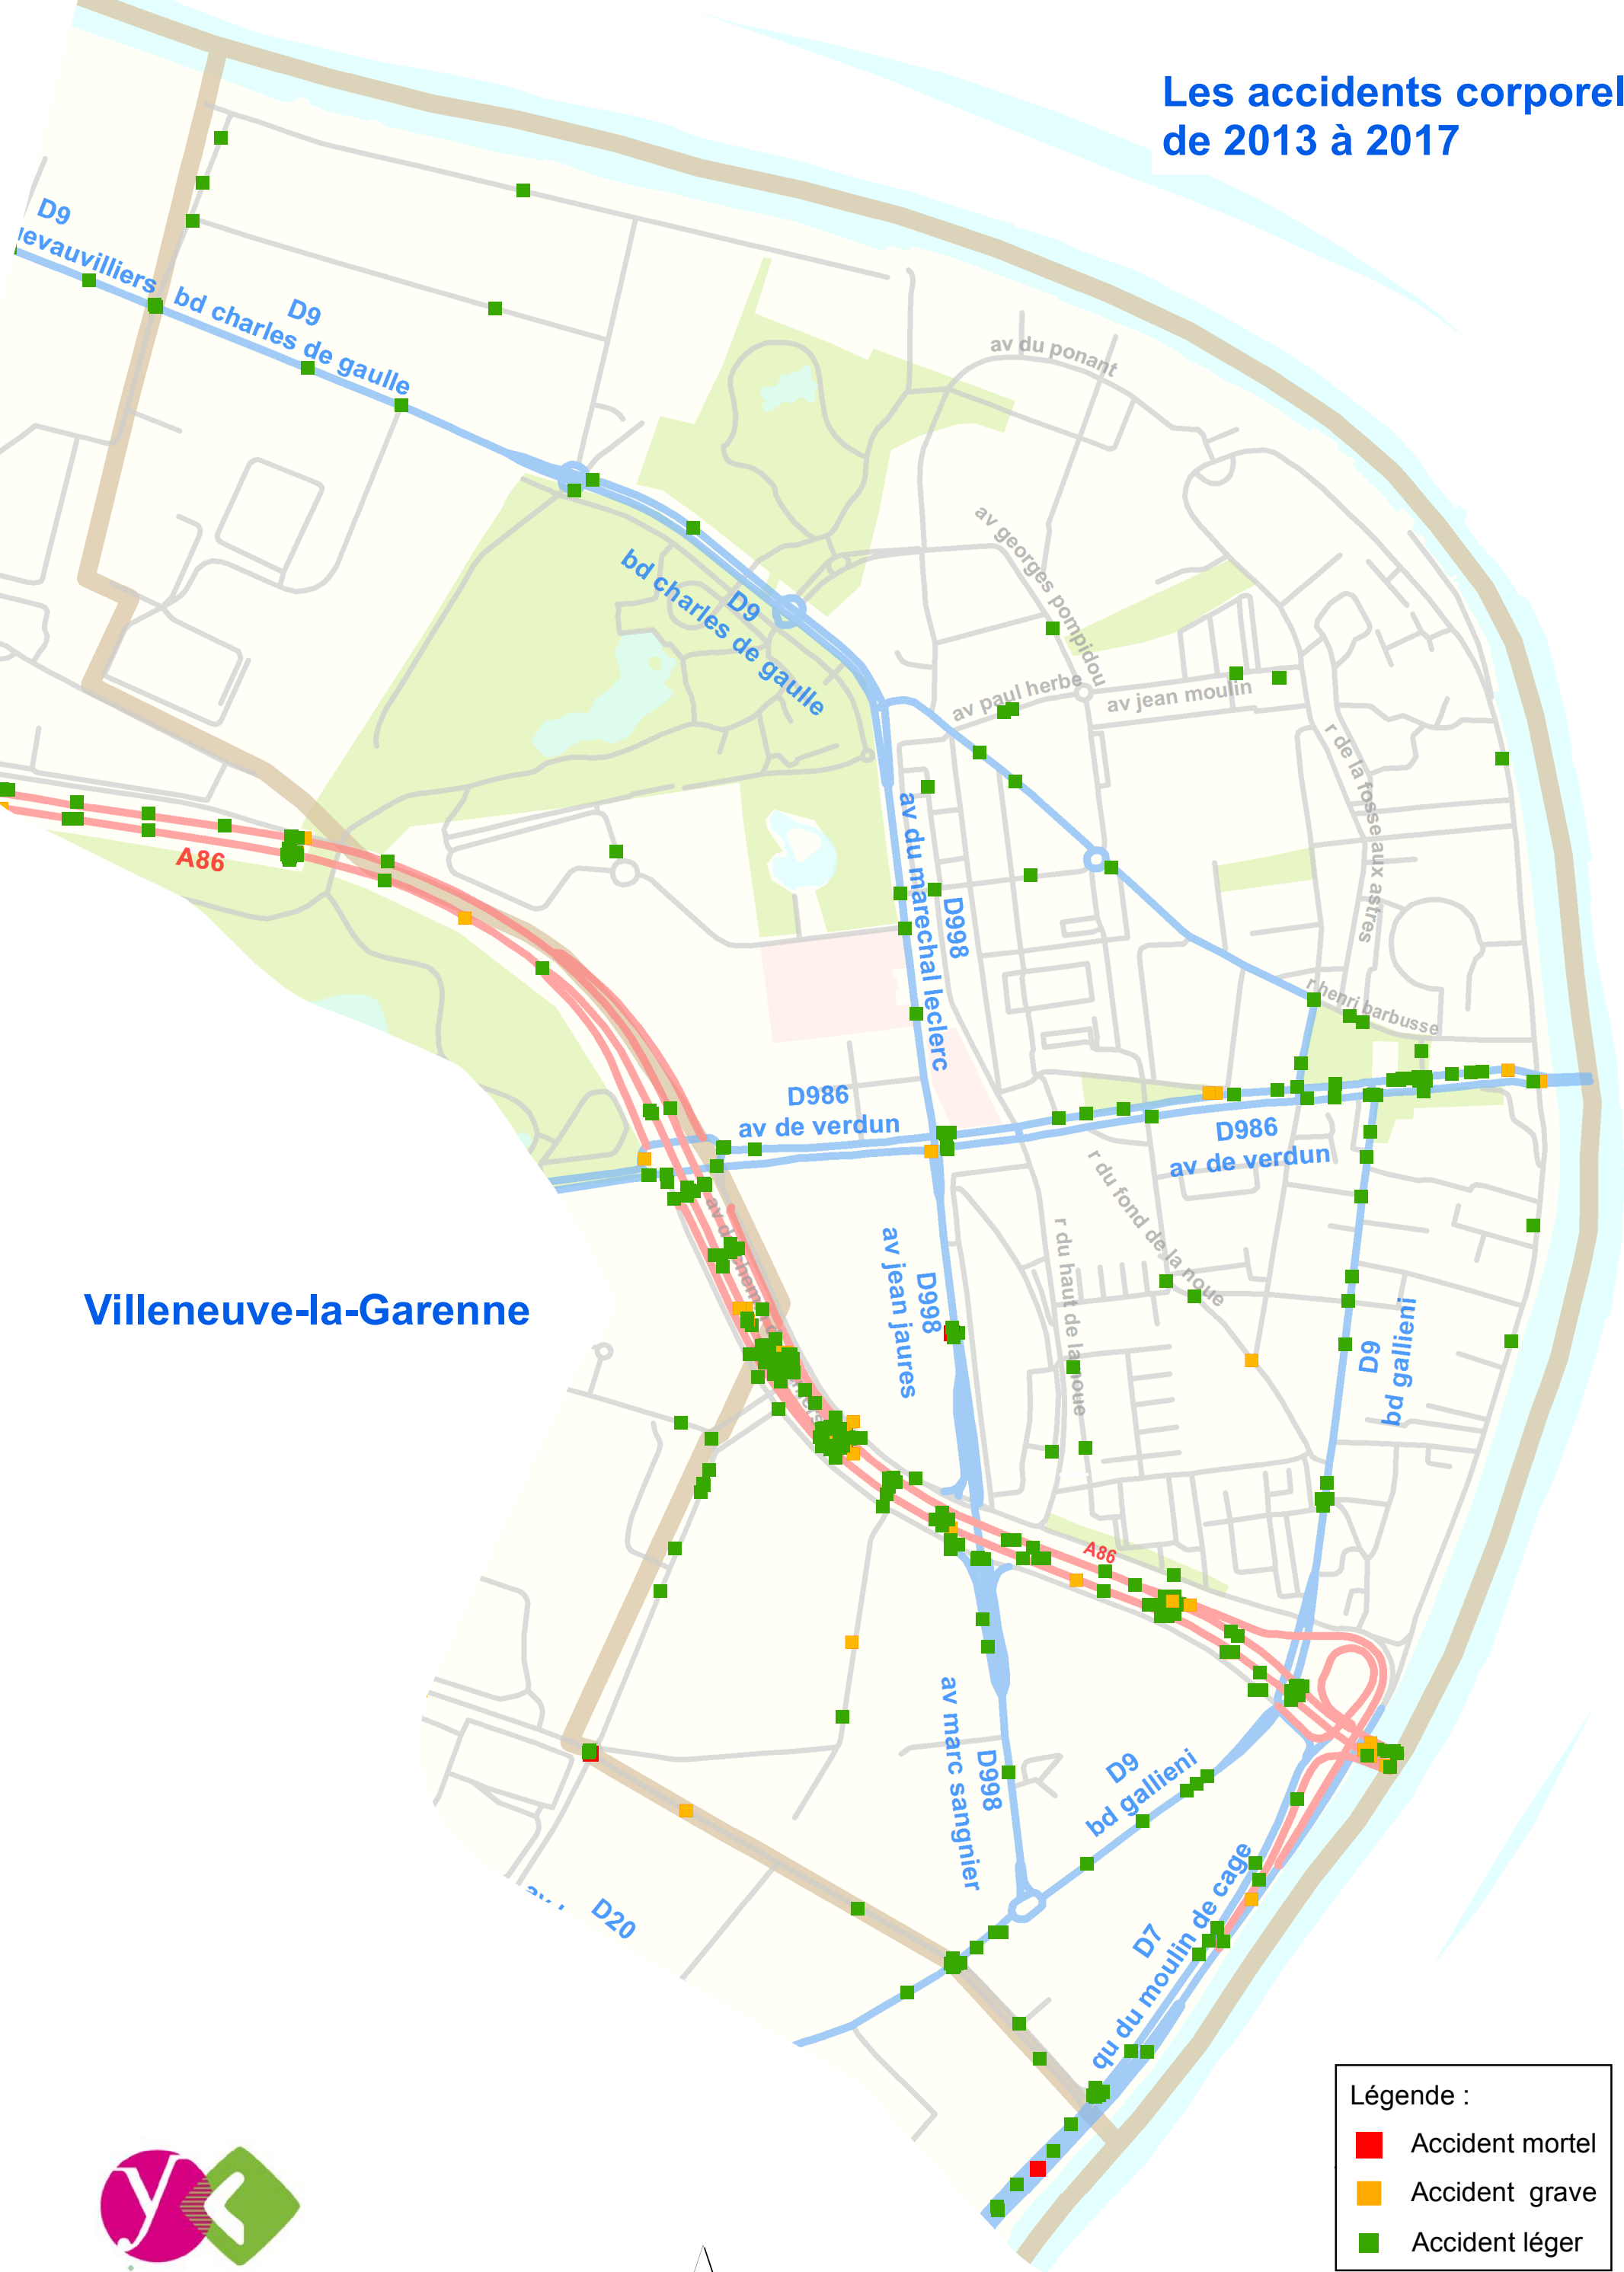 Les accidents corporel
de 2013 à 2017
D9
bd charles de gaulle
D9
av du ponant
av georges pompidou
D9
bd charles de gaulle
av paul herbe
av jean moulin
r de la fosse aux astres
A86
av du marechal leclerc
D998
r henri barbusse
D986
av de verdun
D986
av de verdun
r du fond de la noue
r du haut de la noue
av jean jaures
D998
Villeneuve-la-Garenne
D9
bd gallieni
A86
av marc sangnier
D998
D9
bd gallieni
D20
D7
qu du moulin de cage
Légende :
Accident mortel
Accident grave
Accident léger